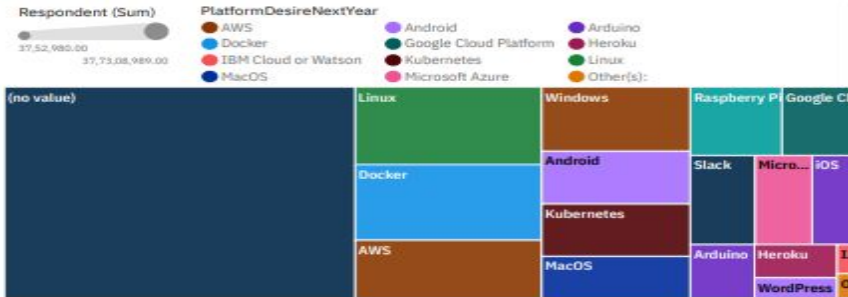 Respondent (Sum)
37,52,980.00
37,73,08,989.00
PlatformDesireNextYear
AWS
Android
Arduino
Docker
Google Cloud Platform
Heroku
IBM Cloud or Watson
Kubernetes
Linux
MacOS
Microsoft Azure
Other(s):
(no value)
Linux
Windows
Raspberry Pi
Google Cl
Docker
Android
Slack
Micro...
iOS
Kubernetes
AWS
MacOS
Arduino
Heroku
I
WordPress
O